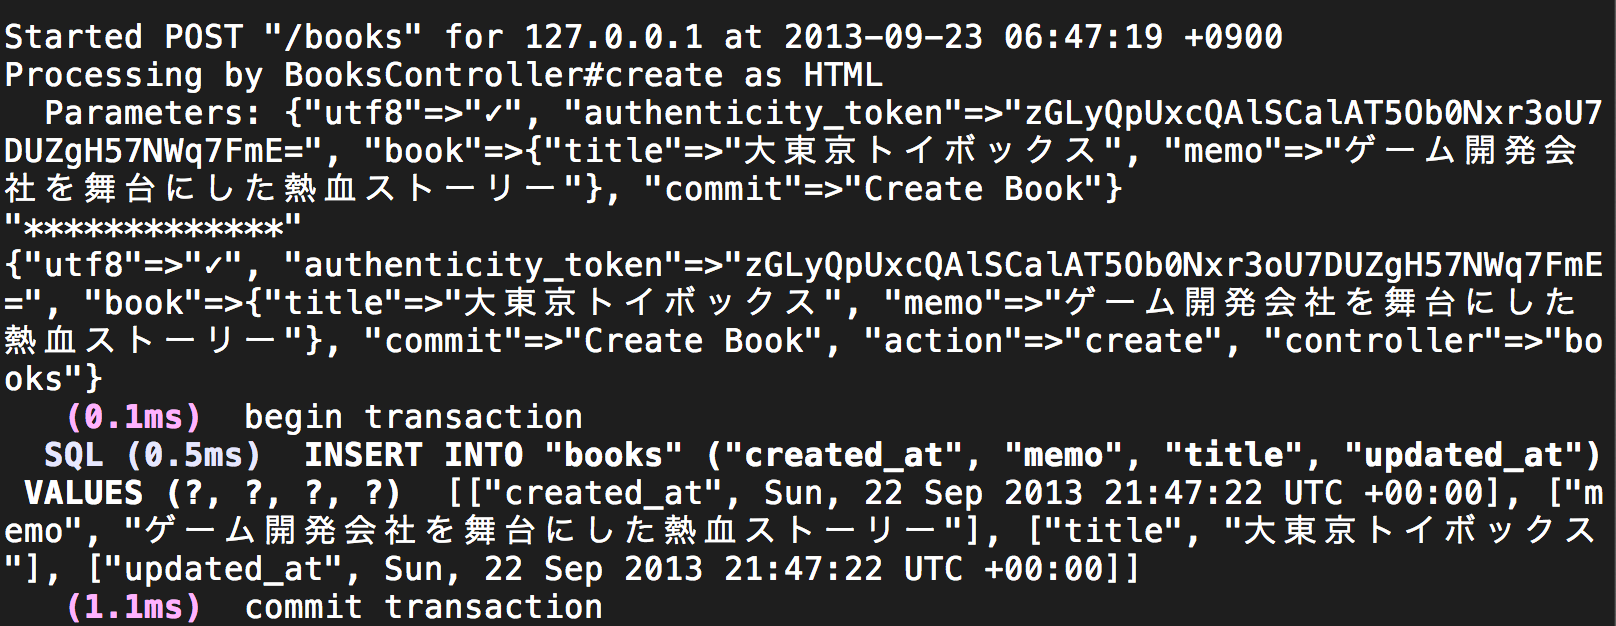 Started POST "/books" for 127.0.0.1 at 2013-09-23 06:47:19 +0900
Processing by BooksController#create as HTML
  Parameters: {"utf8"=>"✓", "authenticity_token"=>"zGLyQpUxcQAlSCalAT5Ob0Nxr3oU7
DUZgH57NWq7FmE=", "book"=>{"title"=>"大東京トイボックス", "memo"=>"ゲーム開発会
社を舞台にした熱血ストーリー"}, "commit"=>"Create Book"}
"*************"
{"utf8"=>"✓", "authenticity_token"=>"zGLyQpUxcQAlSCalAT5Ob0Nxr3oU7DUZgH57NWq7FmE
=", "book"=>{"title"=>"大東京トイボックス", "memo"=>"ゲーム開発会社を舞台にした
熱血ストーリー"}, "commit"=>"Create Book", "action"=>"create", "controller"=>"bo
oks"}
   (0.1ms)  begin transaction
  SQL (0.5ms)  INSERT INTO "books" ("created_at", "memo", "title", "updated_at")
 VALUES (?, ?, ?, ?)  [["created_at", Sun, 22 Sep 2013 21:47:22 UTC +00:00], ["m
emo", "ゲーム開発会社を舞台にした熱血ストーリー"], ["title", "大東京トイボックス
"], ["updated_at", Sun, 22 Sep 2013 21:47:22 UTC +00:00]]
   (1.1ms)  commit transaction